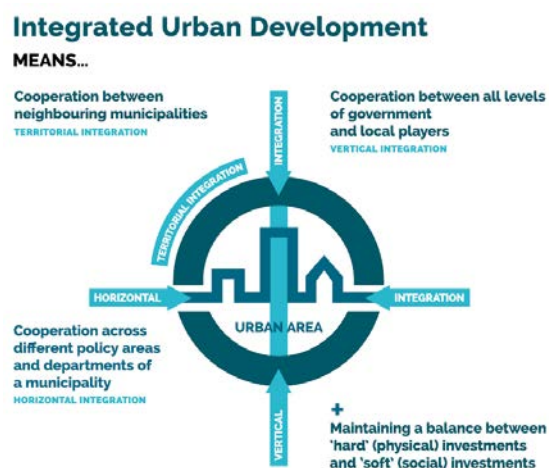 Integrated Urban Development
MEANS...
Cooperation between
neighbouring municipalities
TERRITORIAL INTEGRATION
Cooperation between all levels
of government
and local players
VERTICAL INTEGRATION
INTEGRATION
TERRITORIAL INTEGRATION
HORIZONTAL
INTEGRATION
URBAN AREA
Cooperation across
different policy areas
and departments of
a municipality
HORIZONTAL INTEGRATION
VERTICAL
+
Maintaining a balance between
'hard' (physical) investments
and 'soft' (social) investments